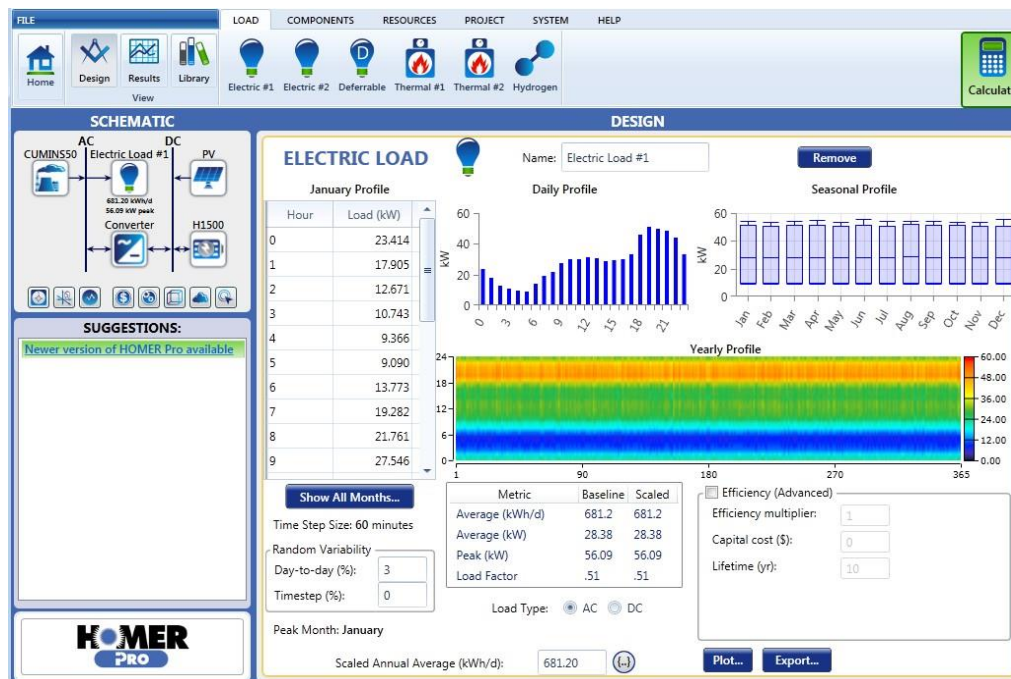 FILE LOAD COMPONENTS RESOURCES PROJECT SYSTEM HELP
Home Design Results Library Electric #1 Electric #2 Deferrable Thermal #1 Thermal #2 Hydrogen
D
View
Calculat
SCHEMATIC DESIGN
AC DC
CUMINS50 Electric Load #1 PV
681.20 kWh/d
56.09 kW peak
Converter H1500
SUGGESTIONS:
Newer version of HOMER Pro available
HOMER
PRO
ELECTRIC LOAD Name: Electric Load #1 Remove
January Profile Daily Profile Seasonal Profile
Hour Load (kW)
0 23.414
1 17.905
2 12.671
3 10.743
4 9.366
5 9.090
6 13.773
7 19.282
8 21.761
9 27.546
60
40
20
0
kW
0 3 6 9 12 15 18 21
60
40
20
0
kW
Jan Feb Mar Apr May Jun Jul Aug Sep Oct Nov Dec
Yearly Profile
24
18
12
6
0
1 90 180 270 365
60.00
48.00
36.00
24.00
12.00
0.00
Show All Months...
Time Step Size: 60 minutes
Random Variability
Day-to-day (%): 3
Timestep (%): 0
Peak Month: January
Metric Baseline Scaled
Average (kWh/d) 681.2 681.2
Average (kW) 28.38 28.38
Peak (kW) 56.09 56.09
Load Factor .51 .51
Load Type: AC DC
Scaled Annual Average (kWh/d): 681.20 {..}
Efficiency (Advanced)
Efficiency multiplier: 1
Capital cost ($): 0
Lifetime (yr): 10
Plot... Export...